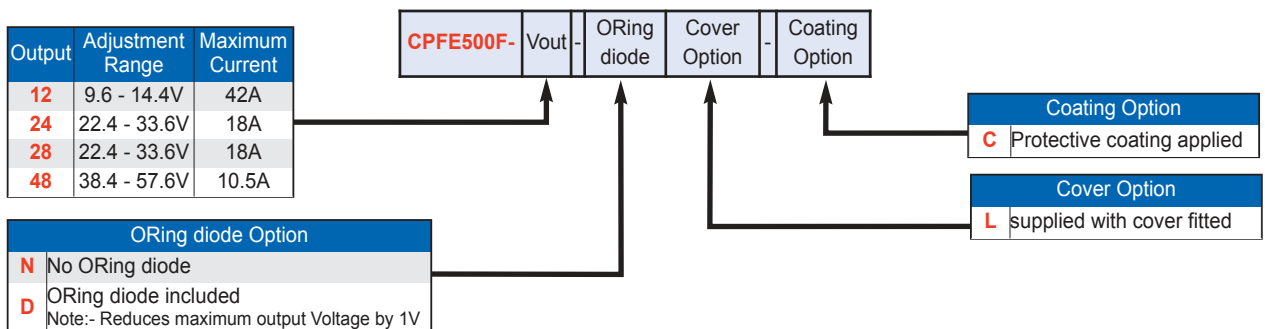 CPFE500F- Vout - ORing diode Cover Option - Coating Option
Output Adjustment Range Maximum Current
12 9.6 - 14.4V 42A
24 22.4 - 33.6V 18A
28 22.4 - 33.6V 18A
48 38.4 - 57.6V 10.5A
Coating Option
C Protective coating applied
Cover Option
L supplied with cover fitted
ORing diode Option
N No ORing diode
D ORing diode included
Note:- Reduces maximum output Voltage by 1V